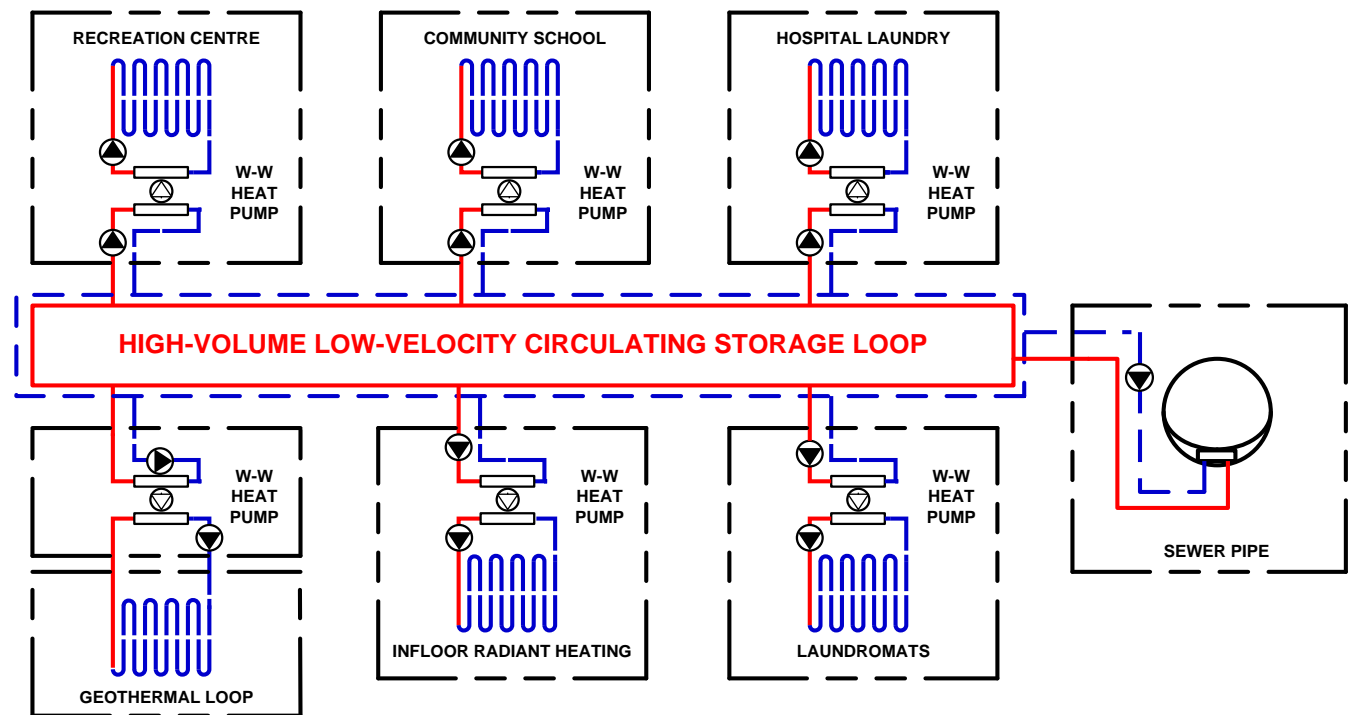 RECREATION CENTRE
W-W
HEAT
PUMP
COMMUNITY SCHOOL
W-W
HEAT
PUMP
HOSPITAL LAUNDRY
W-W
HEAT
PUMP
HIGH-VOLUME LOW-VELOCITY CIRCULATING STORAGE LOOP
W-W
HEAT
PUMP
GEOTHERMAL LOOP
W-W
HEAT
PUMP
INFLOOR RADIANT HEATING
W-W
HEAT
PUMP
LAUNDROMATS
SEWER PIPE